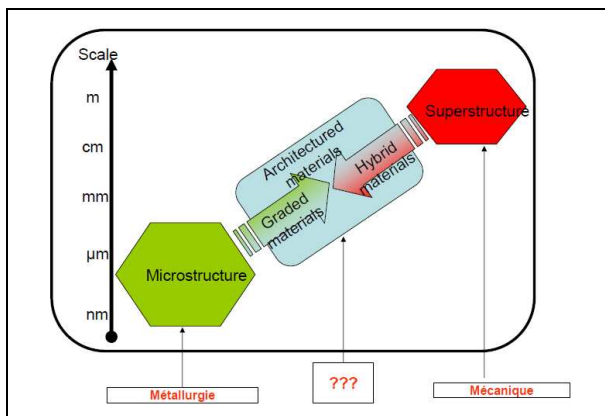 Scale
m
cm
mm
µm
nm
Superstructure
Architectured
materials
Hybrid
materials
Graded
materials
Microstructure
Métallurgie
???
Mécanique